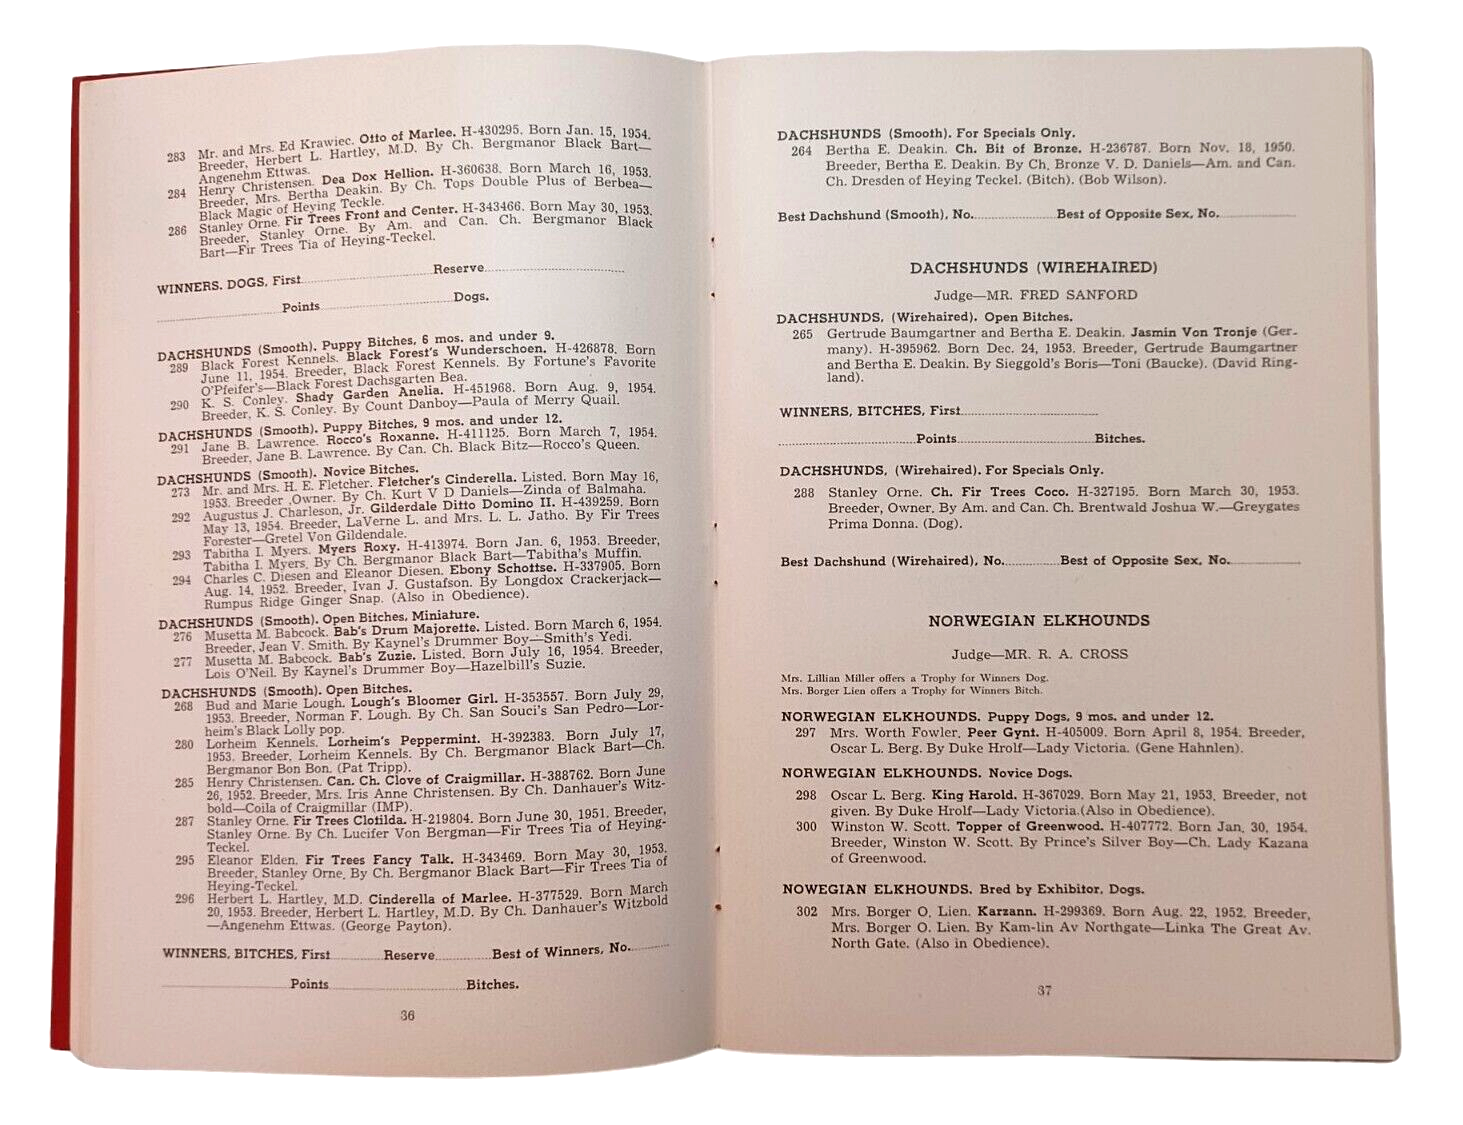 283 Mr. and Mrs. Ed Krawiec. Otto of Marlee. H-430295. Born Jan. 15, 1954.
Breeder, Herbert L. Hartley, M.D. By Ch. Bergmanor Black Bart—
Angenehm Ettwas.
284 Henry Christensen. Dea Dox Hellion. H-360638. Born March 16, 1953.
Breeder, Mrs. Bertha Deakin. By Ch. Tops Double Plus of Berbea—
Black Magic of Heying Teckle.
286 Stanley Orne. Fir Trees Front and Center. H-343466. Born May 30, 1953.
Breeder, Stanley Orne. By Am. and Can. Ch. Bergmanor Black
Bart—Fir Trees Tia of Heying-Teckel.
WINNERS, DOGS, First............Reserve............
............Points............Dogs.
DACHSHUNDS (Smooth). Puppy Bitches, 6 mos. and under 9.
289 Black Forest Kennels. Black Forest's Wunderschoen. H-426878. Born
June 11, 1954. Breeder, Black Forest Kennels. By Fortune's Favorite
O'Pfeifer's—Black Forest Dachsgarten Bea.
290 K. S. Conley. Shady Garden Anelia. H-451968. Born Aug. 9, 1954.
Breeder, K. S. Conley. By Count Danboy—Paula of Merry Quail.
DACHSHUNDS (Smooth). Puppy Bitches, 9 mos. and under 12.
291 Jane B. Lawrence. Rocco's Roxanne. H-411125. Born March 7, 1954.
Breeder, Jane B. Lawrence. By Can. Ch. Black Bitz—Rocco's Queen.
DACHSHUNDS (Smooth). Novice Bitches.
273 Mr. and Mrs. H. E. Fletcher. Fletcher's Cinderella. Listed. Born May 16,
1953. Breeder ,Owner. By Ch. Kurt V D Daniels—Zinda of Balmaha.
292 Augustus J. Charleson, Jr. Gilderdale Ditto Domino II. H-439259. Born
May 13, 1954. Breeder, LaVerne L. and Mrs. L. L. Jatho. By Fir Trees
Forester—Gretel Von Gildendale.
293 Tabitha I. Myers. Myers Roxy. H-413974. Born Jan. 6, 1953. Breeder,
Tabitha I. Myers. By Ch. Bergmanor Black Bart—Tabitha's Muffin.
294 Charles C. Diesen and Eleanor Diesen. Ebony Schottse. H-337905. Born
Aug. 14, 1952. Breeder, Ivan J. Gustafson. By Longdox Crackerjack—
Rumpus Ridge Ginger Snap. (Also in Obedience).
DACHSHUNDS (Smooth). Open Bitches, Miniature.
276 Musetta M. Babcock. Bab's Drum Majorette. Listed. Born March 6, 1954.
Breeder, Jean V. Smith. By Kaynel's Drummer Boy—Smith's Yedi.
277 Musetta M. Babcock. Bab's Zuzie. Listed. Born July 16, 1954. Breeder,
Lois O'Neil. By Kaynel's Drummer Boy—Hazelbill's Suzie.
DACHSHUNDS (Smooth). Open Bitches.
268 Bud and Marie Lough. Lough's Bloomer Girl. H-353557. Born July 29,
1953. Breeder, Norman F. Lough. By Ch. San Souci's San Pedro—Lor-
heim's Black Lolly pop.
280 Lorheim Kennels. Lorheim's Peppermint. H-392383. Born July 17,
1953. Breeder, Lorheim Kennels. By Ch. Bergmanor Black Bart—Ch.
Bergmanor Bon Bon. (Pat Tripp).
285 Henry Christensen. Can. Ch. Clove of Craigmillar. H-388762. Born June
26, 1952. Breeder, Mrs. Iris Anne Christensen. By Ch. Danhauer's Witz-
bold—Coila of Craigmillar (IMP).
287 Stanley Orne. Fir Trees Clotilda. H-219804. Born June 30, 1951. Breeder,
Stanley Orne. By Ch. Lucifer Von Bergman—Fir Trees Tia of Heying-
Teckel.
295 Eleanor Elden. Fir Trees Fancy Talk. H-343469. Born May 30, 1953.
Breeder, Stanley Orne. By Ch. Bergmanor Black Bart—Fir Trees Tia of
Heying-Teckel.
296 Herbert L. Hartley, M.D. Cinderella of Marlee. H-377529. Born March
20, 1953. Breeder, Herbert L. Hartley, M.D. By Ch. Danhauer's Witzbold
—Angenehm Ettwas. (George Payton).
WINNERS, BITCHES, First............Reserve............Best of Winners, No............
............Points............Bitches.
36
DACHSHUNDS (Smooth). For Specials Only.
264 Bertha E. Deakin. Ch. Bit of Bronze. H-236787. Born Nov. 18, 1950.
Breeder, Bertha E. Deakin. By Ch, Bronze V. D. Daniels—Am. and Can.
Ch. Dresden of Heying Teckel. (Bitch). (Bob Wilson).
Best Dachshund (Smooth), No............Best of Opposite Sex, No............
DACHSHUNDS (WIREHAIRED)
Judge—MR. FRED SANFORD
DACHSHUNDS, (Wirehaired). Open Bitches.
265 Gertrude Baumgartner and Bertha E. Deakin. Jasmin Von Tronje (Ger-
many). H-395962. Born Dec. 24, 1953. Breeder, Gertrude Baumgartner
and Bertha E. Deakin. By Sieggold's Boris—Toni (Baucke). (David Ring-
land).
WINNERS, BITCHES, First............
............Points............Bitches.
DACHSHUNDS, (Wirehaired). For Specials Only.
288 Stanley Orne. Ch. Fir Trees Coco. H-327195. Born March 30, 1953.
Breeder, Owner. By Am. and Can. Ch. Brentwald Joshua W.—Greygates
Prima Donna. (Dog).
Best Dachshund (Wirehaired), No............Best of Opposite Sex, No............
NORWEGIAN ELKHOUNDS
Judge—MR. R. A. CROSS
Mrs. Lillian Miller offers a Trophy for Winners Dog.
Mrs. Borger Lien offers a Trophy for Winners Bitch.
NORWEGIAN ELKHOUNDS. Puppy Dogs, 9 mos. and under 12.
297 Mrs. Worth Fowler. Peer Gynt. H-405009. Born April 8, 1954. Breeder,
Oscar L. Berg. By Duke Hrolf—Lady Victoria. (Gene Hahnlen).
NORWEGIAN ELKHOUNDS. Novice Dogs.
298 Oscar L. Berg. King Harold. H-367029. Born May 21, 1953, Breeder, not
given. By Duke Hrolf—Lady Victoria.(Also in Obedience).
300 Winston W. Scott. Topper of Greenwood. H-407772. Born Jan. 30, 1954.
Breeder, Winston W. Scott. By Prince's Silver Boy—Ch. Lady Kazana
of Greenwood.
NOWEGIAN ELKHOUNDS. Bred by Exhibitor, Dogs.
302 Mrs. Borger O. Lien. Karzann. H-299369. Born Aug. 22, 1952. Breeder,
Mrs. Borger O. Lien. By Kam-lin Av Northgate—Linka The Great Av.
North Gate. (Also in Obedience).
37